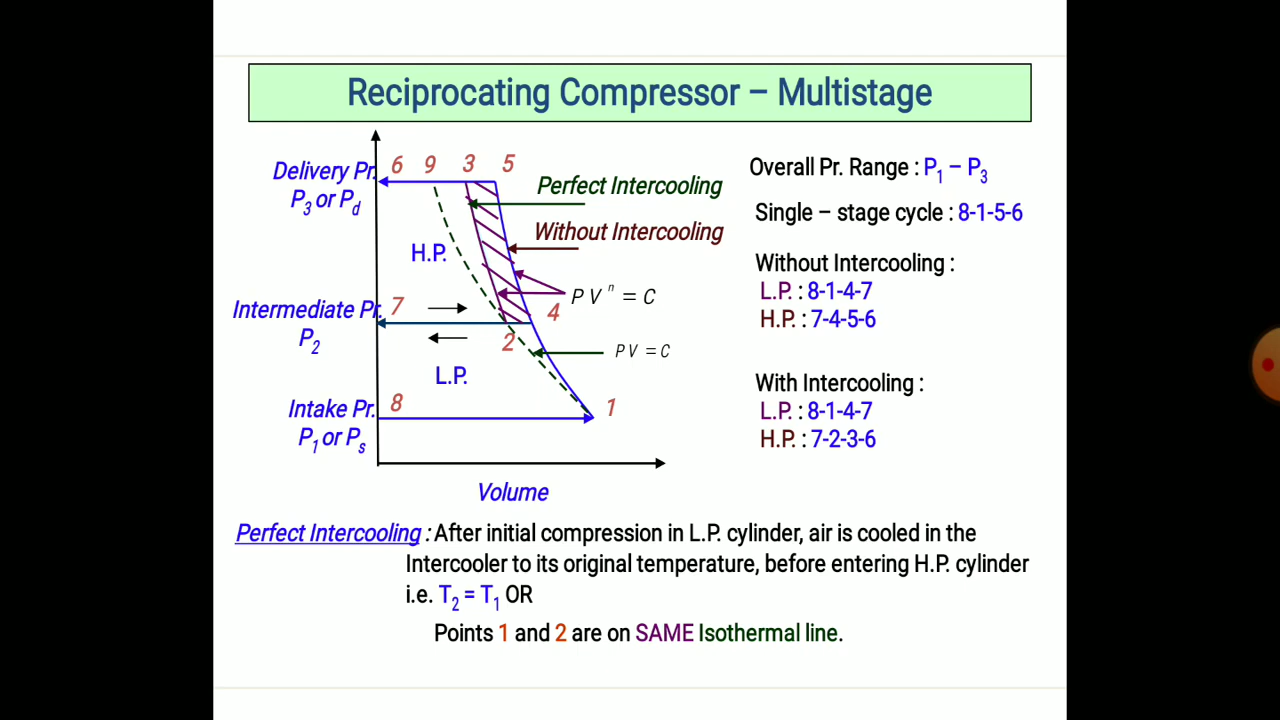 Reciprocating Compressor – Multistage
Delivery Pr.
P3 or Pd
6 9 3 5
Perfect Intercooling
Without Intercooling
H.P.
P V n = C
Intermediate Pr.
P2
7
4
2
P V = C
L.P.
Intake Pr.
P1 or Ps
8
1
Volume
Overall Pr. Range : P1 – P3
Single – stage cycle : 8-1-5-6
Without Intercooling :
L.P. : 8-1-4-7
H.P. : 7-4-5-6
With Intercooling :
L.P. : 8-1-4-7
H.P. : 7-2-3-6
Perfect Intercooling : After initial compression in L.P. cylinder, air is cooled in the
Intercooler to its original temperature, before entering H.P. cylinder
i.e. T2 = T1 OR
Points 1 and 2 are on SAME Isothermal line.